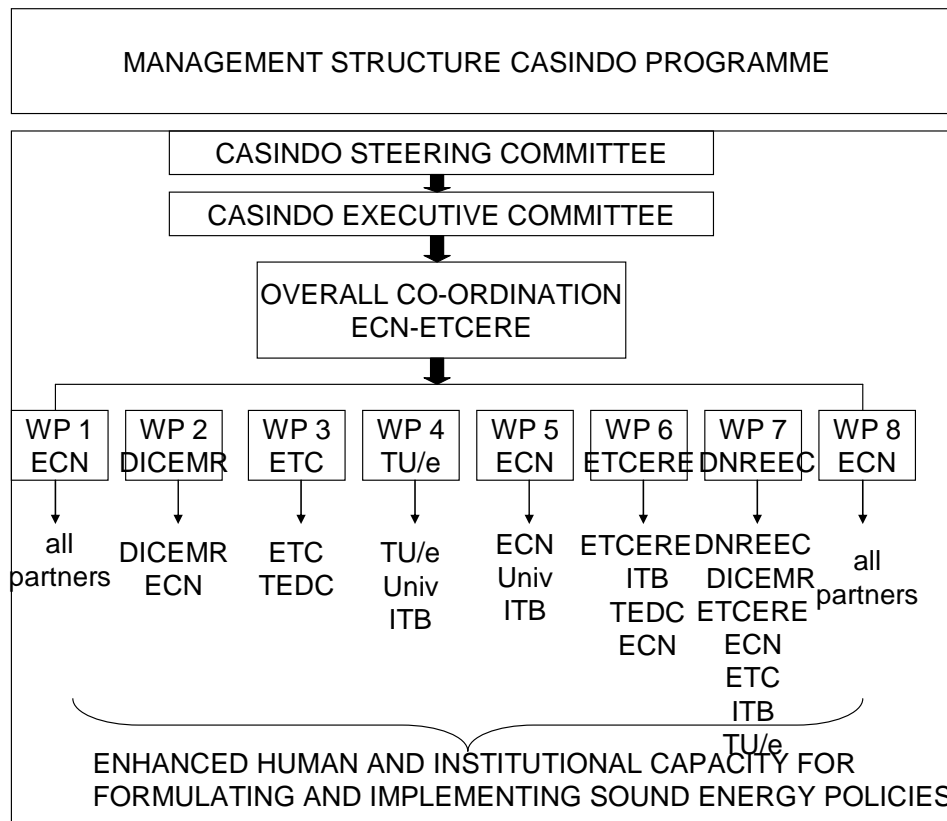 MANAGEMENT STRUCTURE CASINDO PROGRAMME
CASINDO STEERING COMMITTEE
CASINDO EXECUTIVE COMMITTEE
OVERALL CO-ORDINATION
ECN-ETCERE
WP 1
ECN
WP 2
DICEMR
WP 3
ETC
WP 4
TU/e
WP 5
ECN
WP 6
ETCERE
WP 7
DNREEC
WP 8
ECN
all
partners
DICEMR
ECN
ETC
TEDC
TU/e
Univ
ITB
ECN
Univ
ITB
ETCERE
ITB
TEDC
ECN
DNREEC
DICEMR
ETCERE
ECN
ETC
ITB
TU/e
all
partners
ENHANCED HUMAN AND INSTITUTIONAL CAPACITY FOR
FORMULATING AND IMPLEMENTING SOUND ENERGY POLICIES